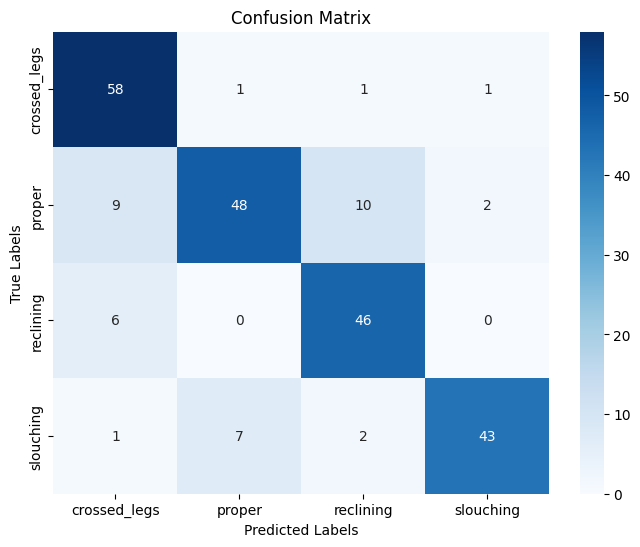 Confusion Matrix
True Labels
crossed_legs
58 1 1 1
proper
9 48 10 2
reclining
6 0 46 0
slouching
1 7 2 43
crossed_legs proper reclining slouching
Predicted Labels
50
40
30
20
10
0